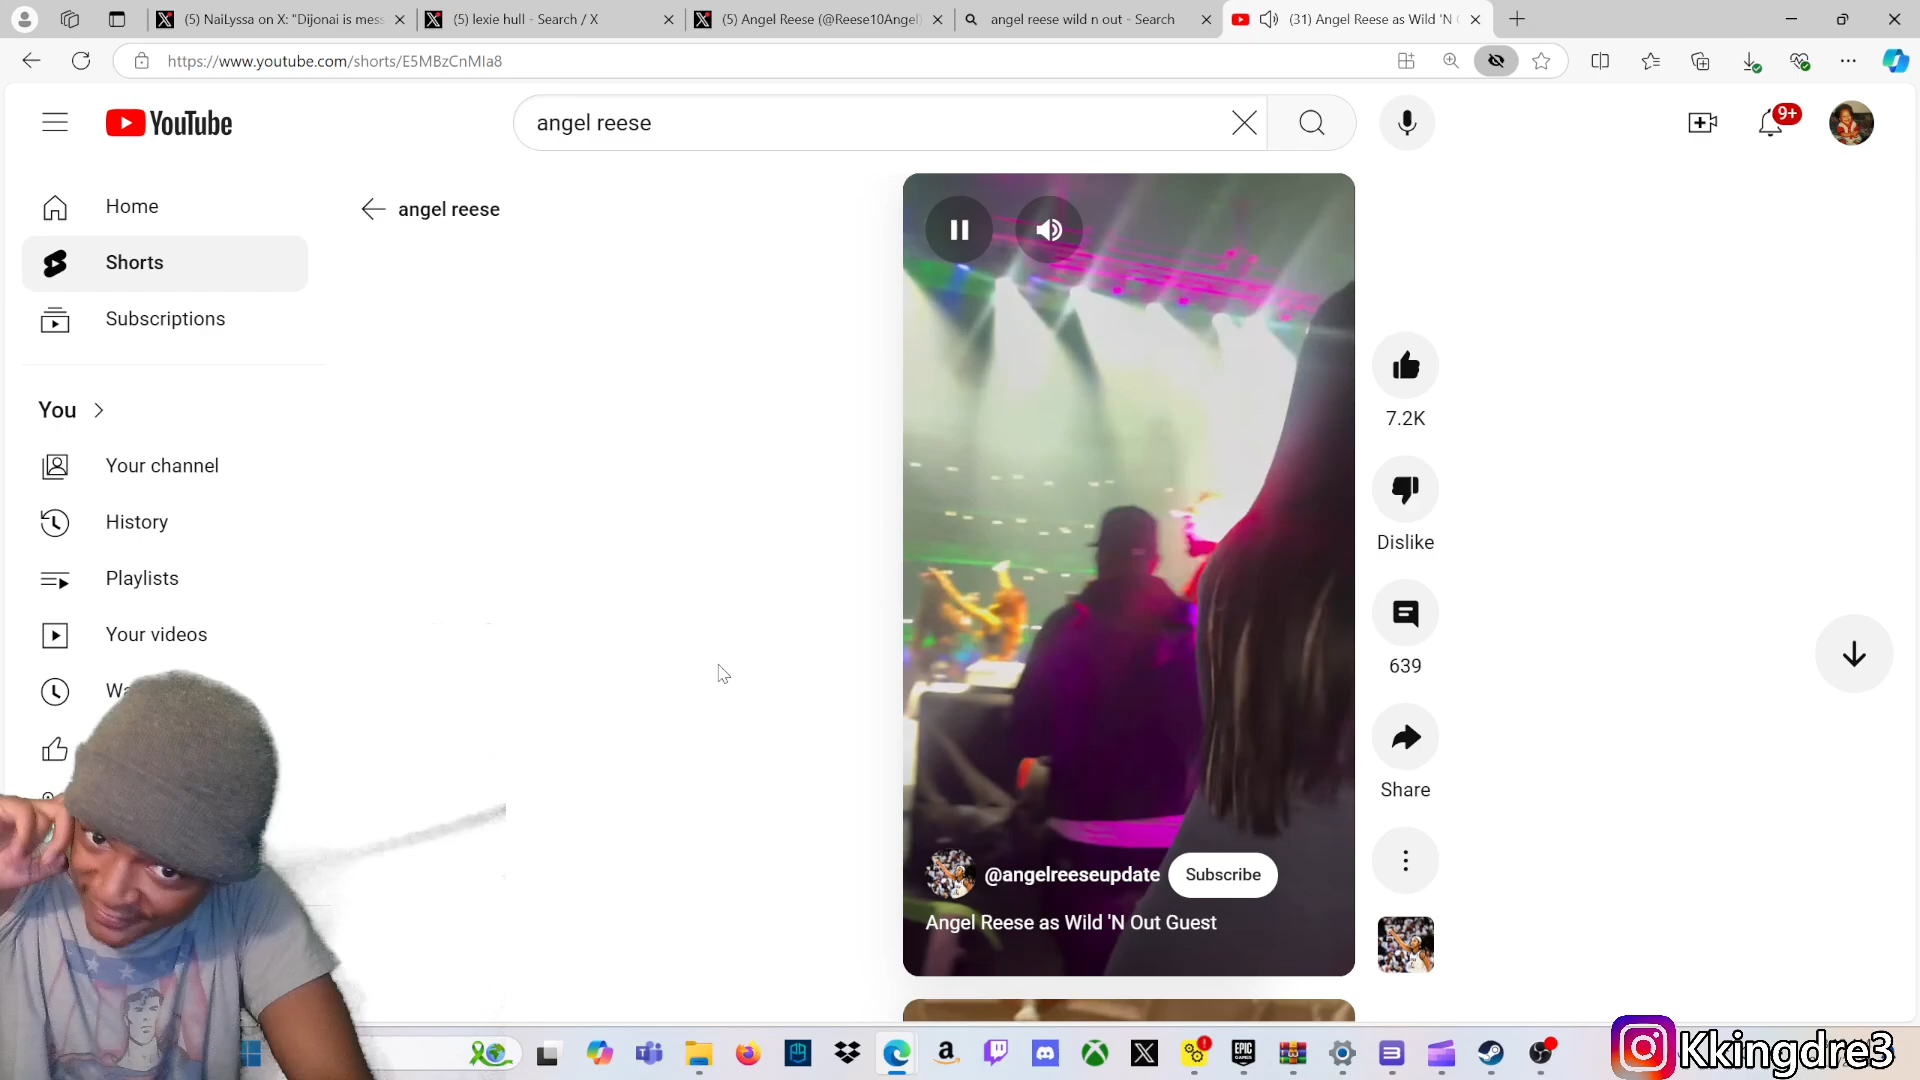 (5) NaiLyssa on X: "Dijonai is mess
(5) lexie hull - Search / X
(5) Angel Reese (@Reese10Angel)
angel reese wild n out - Search
(31) Angel Reese as Wild 'N O
https://www.youtube.com/shorts/E5MBzCnMIa8
YouTube
angel reese
9+
Home
Shorts
Subscriptions
angel reese
You
Your channel
History
Playlists
Your videos
Wa
7.2K
Dislike
639
Share
@angelreeseupdate
Subscribe
Angel Reese as Wild 'N Out Guest
Kkingdre3